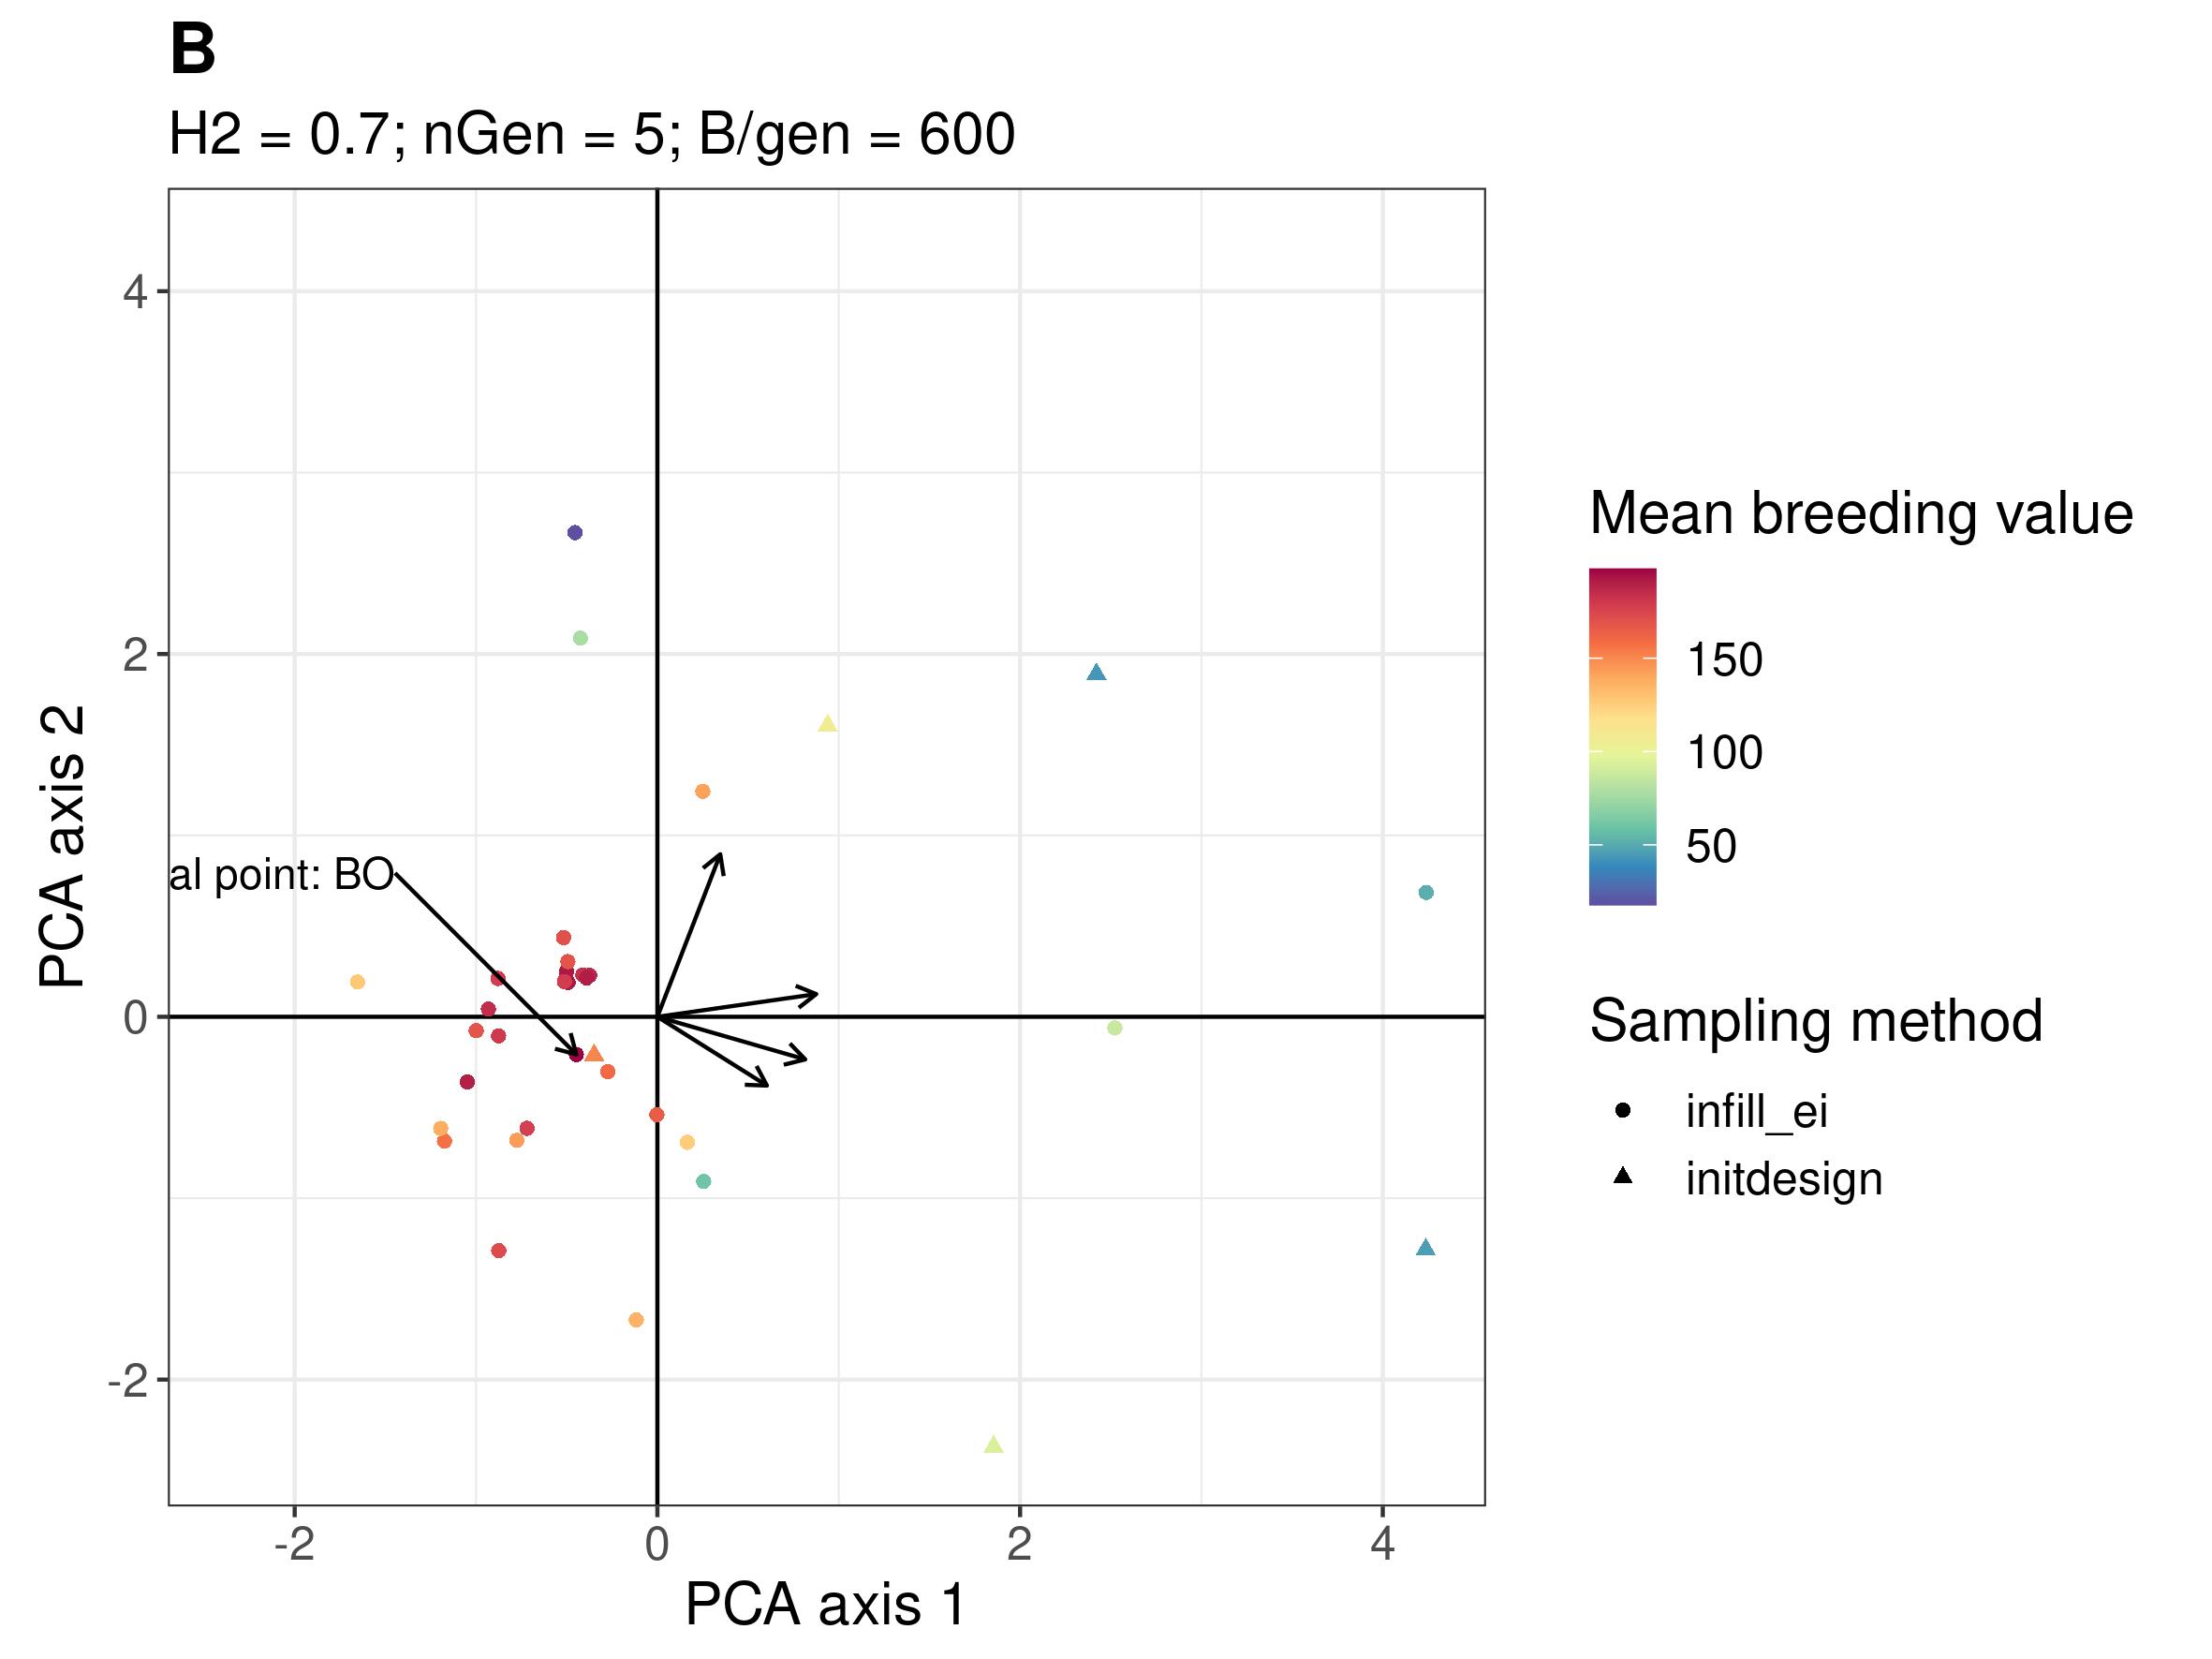 B
H2 = 0.7; nGen = 5; B/gen = 600
4
2
0
-2
PCA axis 2
al point: BO
-2
0
2
4
PCA axis 1
Mean breeding value
150
100
50
Sampling method
infill_ei
initdesign